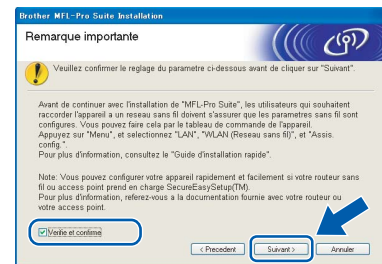 Brother MFL-Pro Suite Installation
Remarque importante
Veuillez confirmer le reglage du parametre ci-dessous avant de cliquer sur "Suivant".
Avant de continuer avec l'installation de "MFL-Pro Suite", les utilisateurs qui souhaitent
raccorder l'appareil a un reseau sans fil doivent s'assurer que les parametres sans fil sont
configures. Vous pouvez faire cela par le tableau de commande de l'appareil.
Appuyez sur "Menu", et selectionnez "LAN", "WLAN (Reseau sans fil)", et "Assis.
config.".
Pour plus d'information, consultez le "Guide d'installation rapide".
Note: Vous pouvez configurer votre appareil rapidement et facilement si votre routeur sans
fil ou access point prend en charge SecureEasySetup(TM).
Pour plus d'information, referez-vous a la documentation fournie avec votre routeur ou
votre access point.
Verifie et confirme
< Precedent Suivant > Annuler